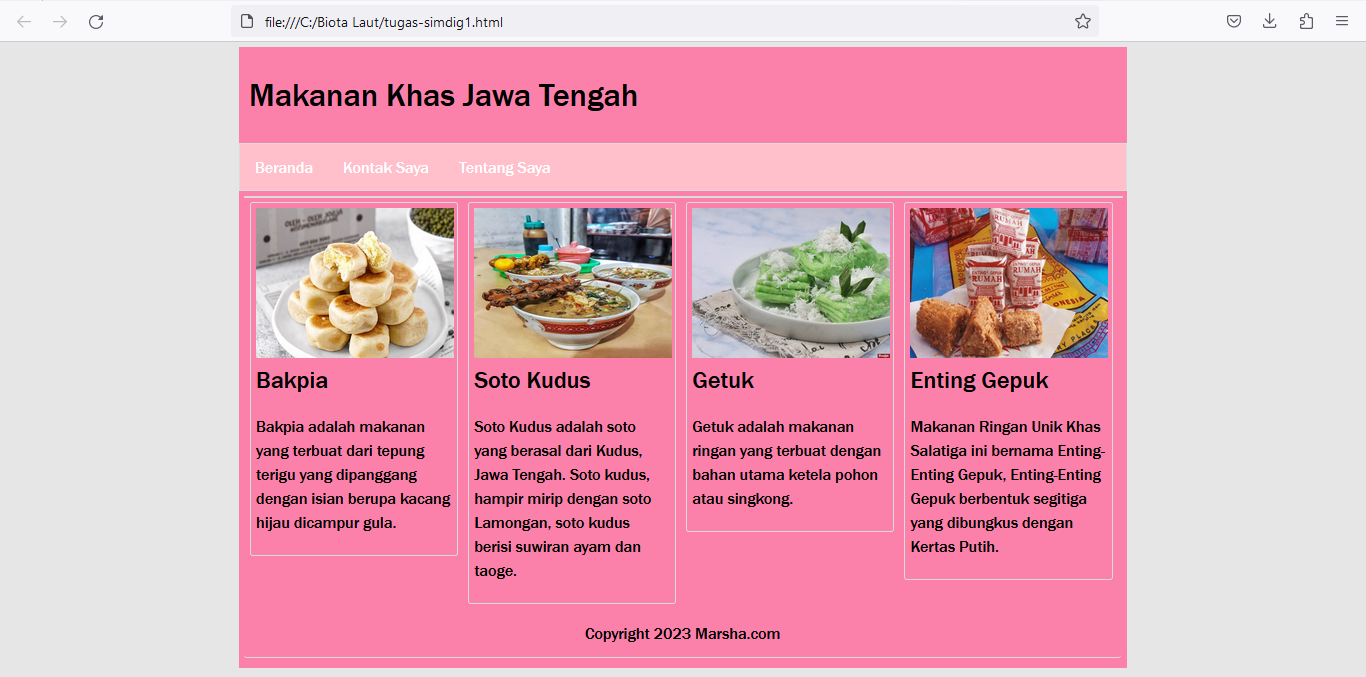 file:///C:/Biota Laut/tugas-simdig1.html
Makanan Khas Jawa Tengah
Beranda Kontak Saya Tentang Saya
Bakpia
Bakpia adalah makanan
yang terbuat dari tepung
terigu yang dipanggang
dengan isian berupa kacang
hijau dicampur gula.
Soto Kudus
Soto Kudus adalah soto
yang berasal dari Kudus,
Jawa Tengah. Soto kudus,
hampir mirip dengan soto
Lamongan, soto kudus
berisi suwiran ayam dan
taoge.
Getuk
Getuk adalah makanan
ringan yang terbuat dengan
bahan utama ketela pohon
atau singkong.
ENTING2 GEPUK
RUMAH
ENTING2 GEPUK
RUMAH
Enting Gepuk
Makanan Ringan Unik Khas
Salatiga ini bernama Enting-
Enting Gepuk, Enting-Enting
Gepuk berbentuk segitiga
yang dibungkus dengan
Kertas Putih.
Copyright 2023 Marsha.com